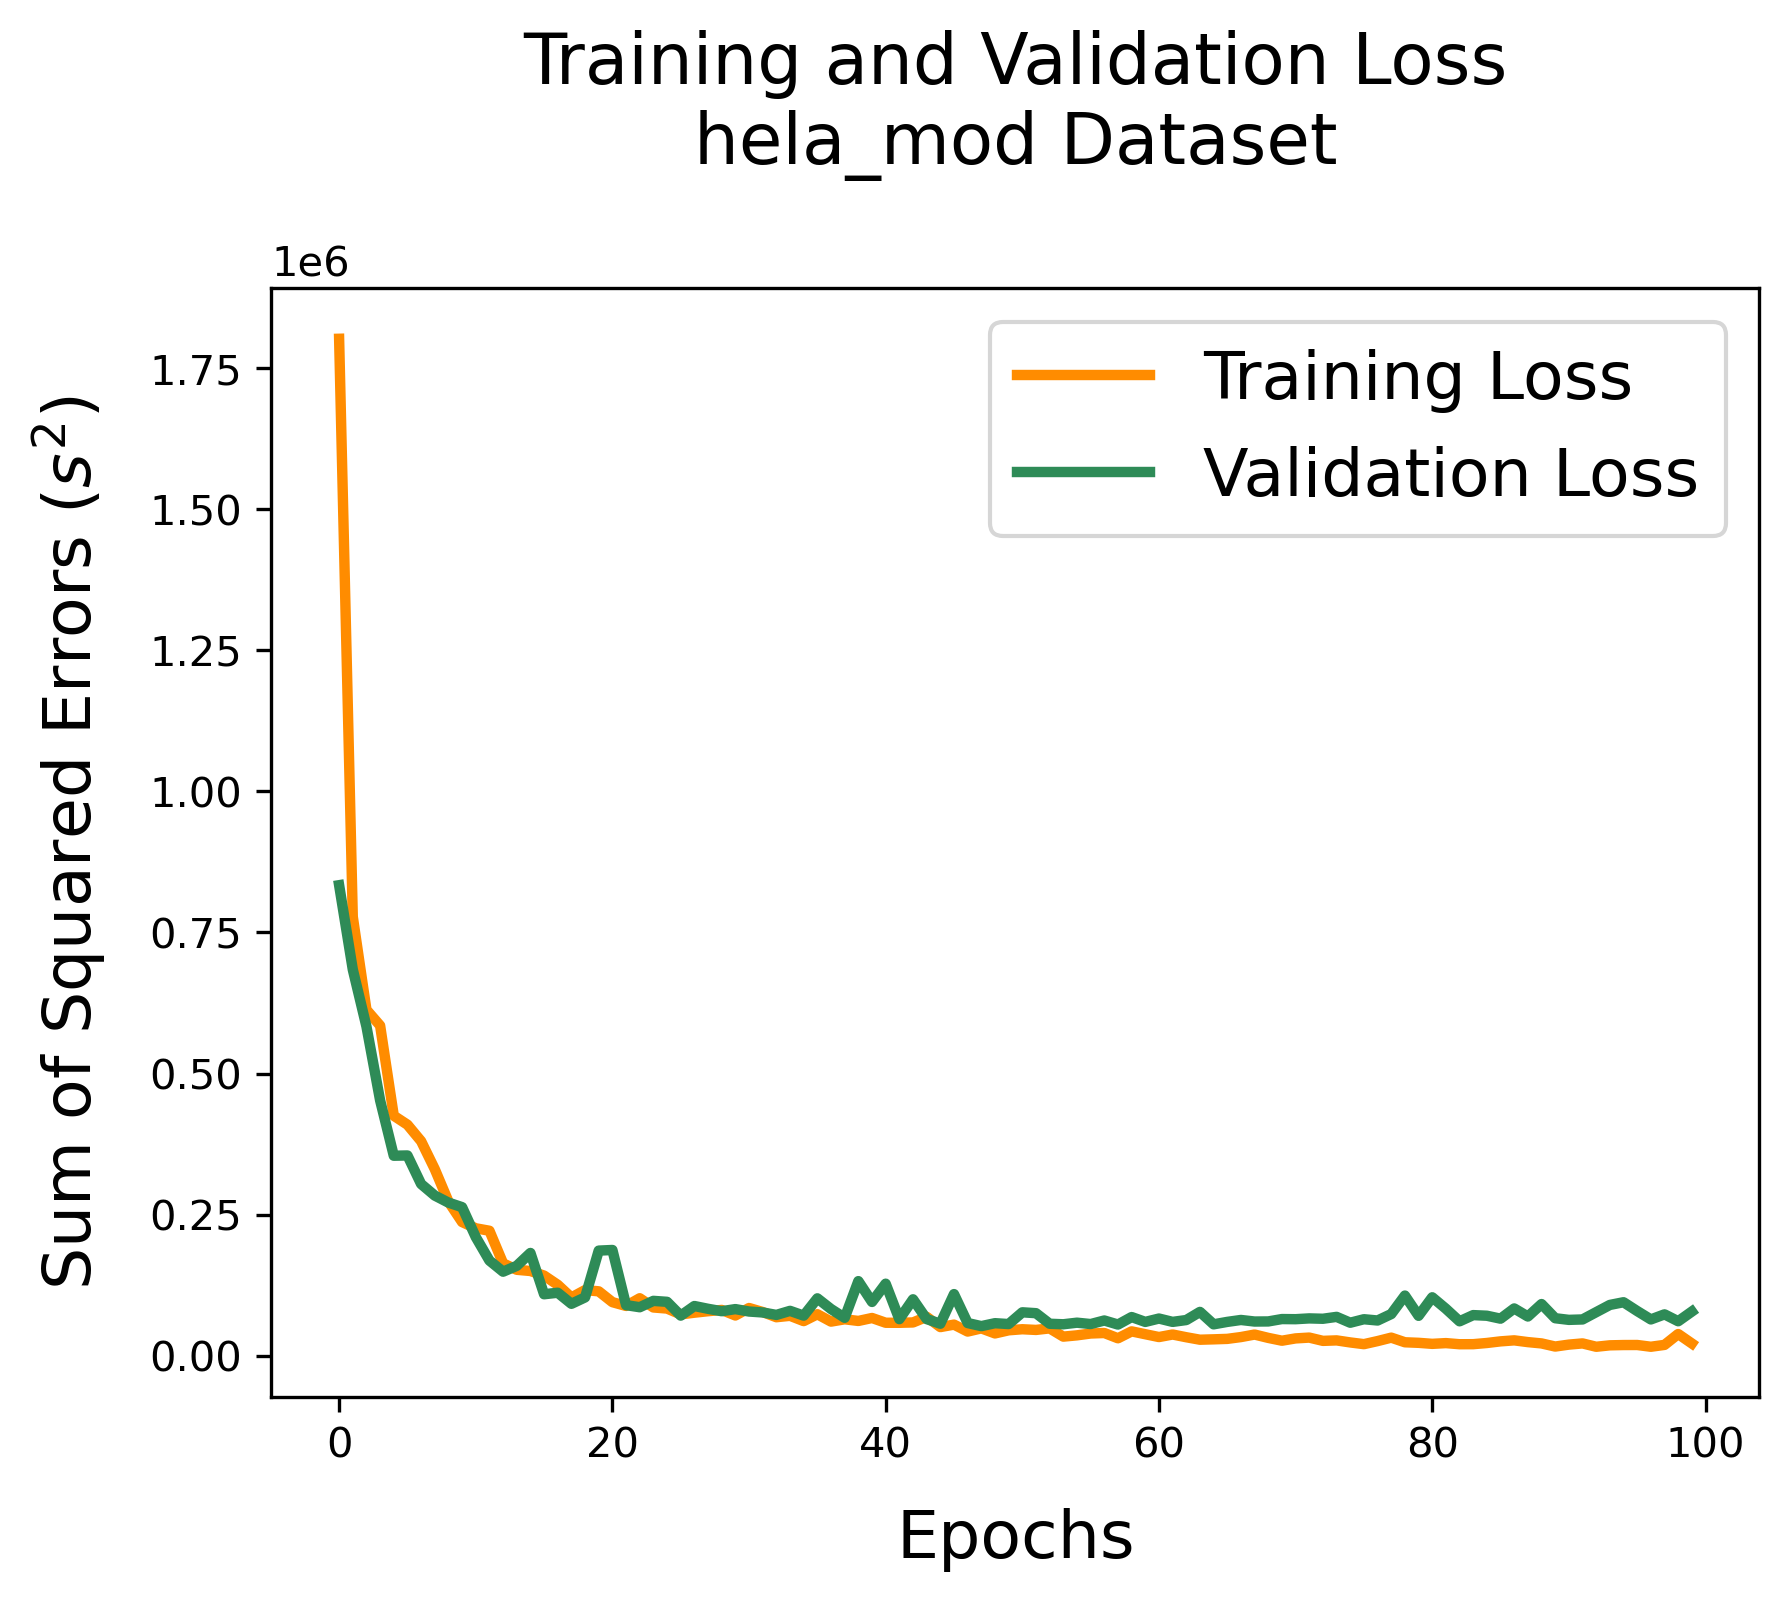 Training and Validation Loss
hela_mod Dataset
1e6
Training Loss
Validation Loss
1.75
1.50
1.25
1.00
0.75
0.50
0.25
0.00
Sum of Squared Errors (s²)
0 20 40 60 80 100
Epochs